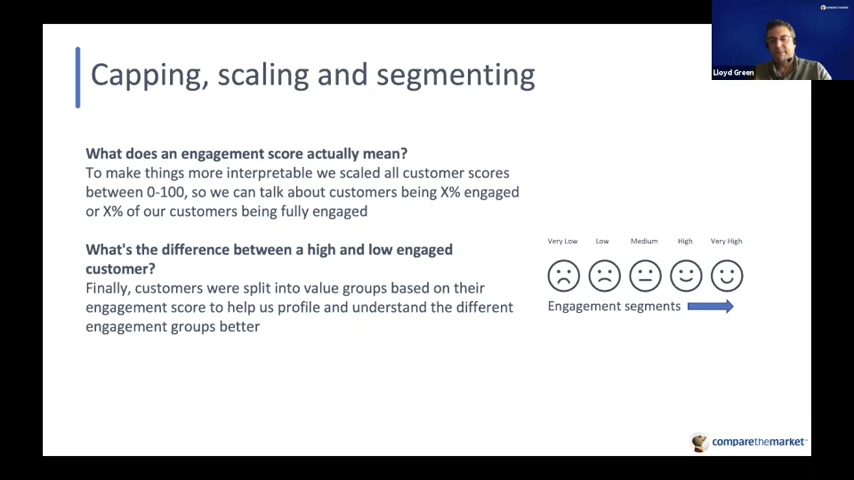 Capping, scaling and segmenting
Lloyd Green
What does an engagement score actually mean?
To make things more interpretable we scaled all customer scores
between 0-100, so we can talk about customers being X% engaged
or X% of our customers being fully engaged
What's the difference between a high and low engaged
customer?
Finally, customers were split into value groups based on their
engagement score to help us profile and understand the different
engagement groups better
Very Low Low Medium High Very High
Engagement segments
comparethemarket